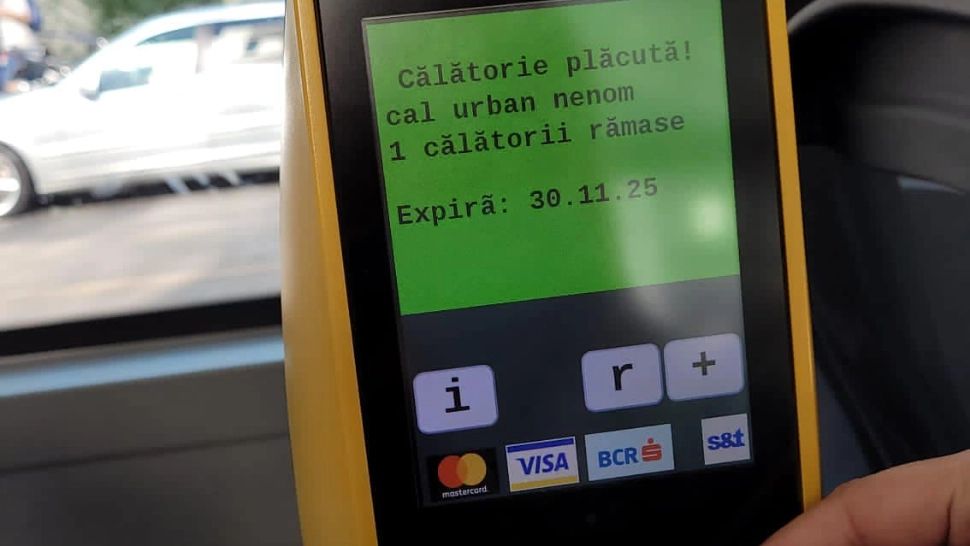 Călătorie plăcută!
cal urban nenom
1 călătorii rămase
Expiră: 30.11.25
i r +
mastercard VISA BCR s&t